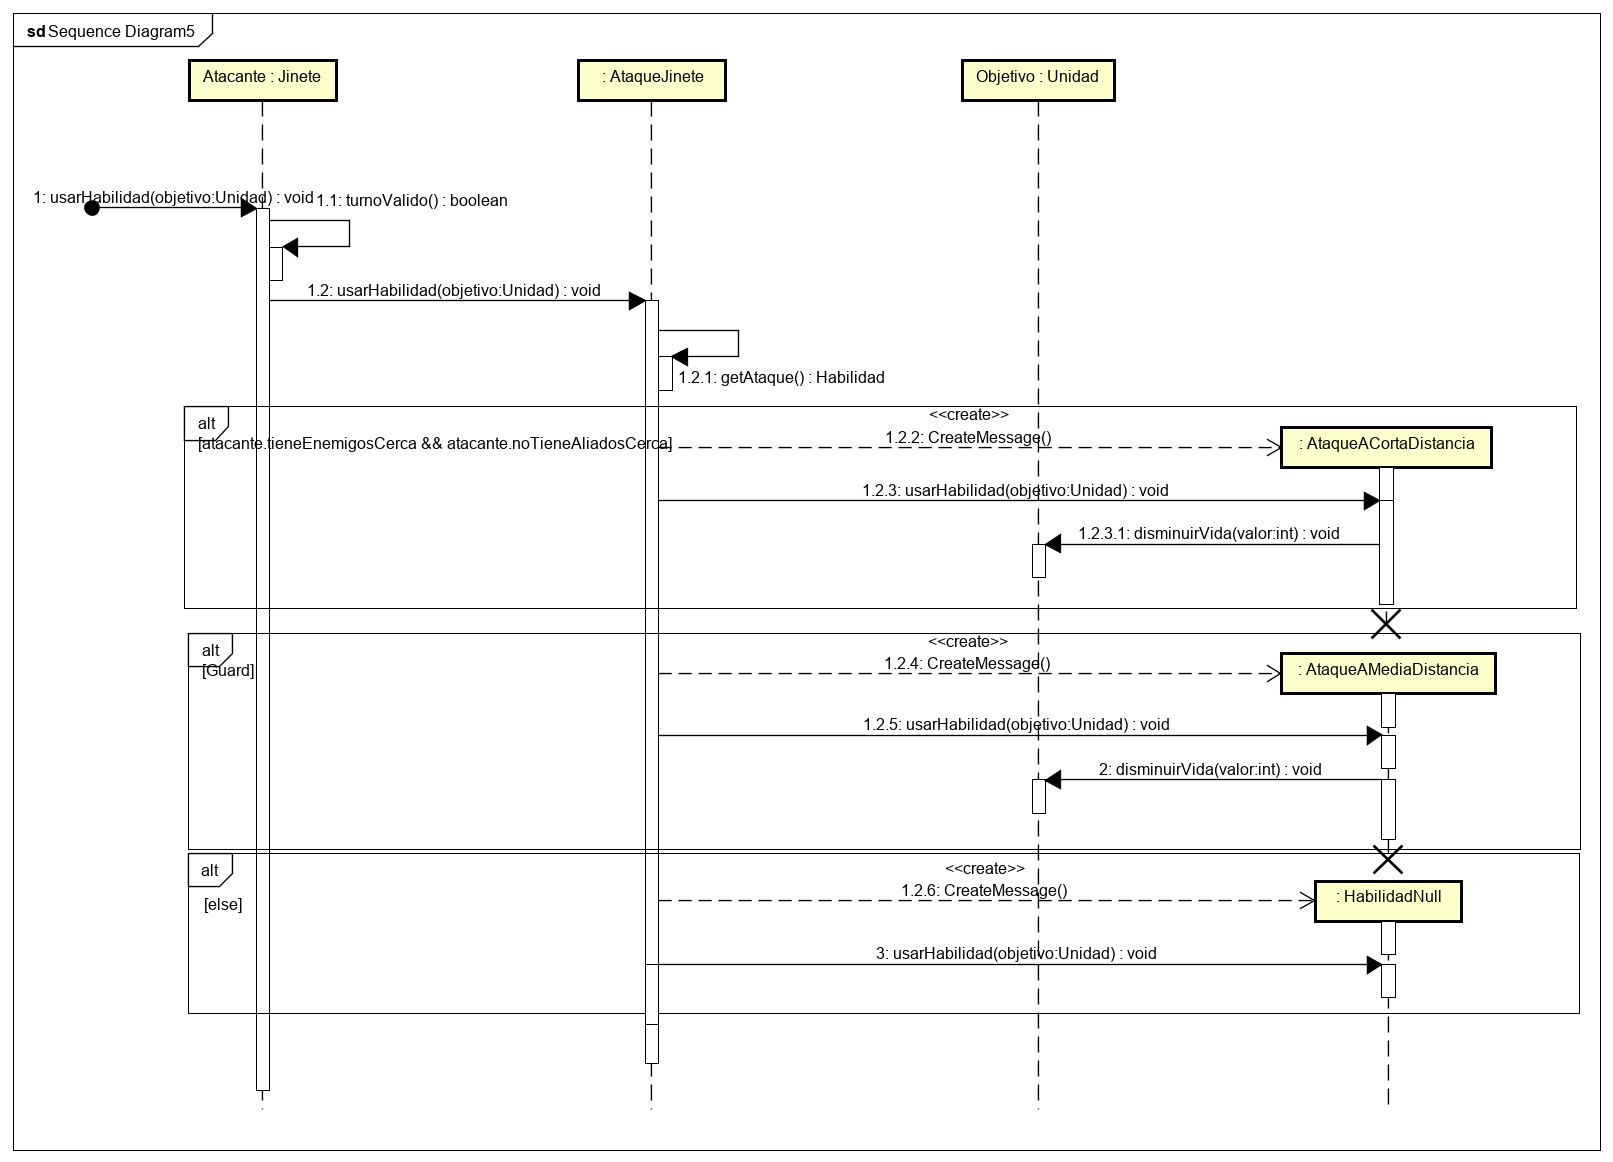 sd Sequence Diagram5
Atacante : Jinete
: AtaqueJinete
Objetivo : Unidad
1: usarHabilidad(objetivo:Unidad) : void
1.1: turnoValido() : boolean
1.2: usarHabilidad(objetivo:Unidad) : void
1.2.1: getAtaque() : Habilidad
alt
[atacante.tieneEnemigosCerca && atacante.noTieneAliadosCerca]
<<create>>
1.2.2: CreateMessage()
: AtaqueACortaDistancia
1.2.3: usarHabilidad(objetivo:Unidad) : void
1.2.3.1: disminuirVida(valor:int) : void
alt
[Guard]
<<create>>
1.2.4: CreateMessage()
: AtaqueAMediaDistancia
1.2.5: usarHabilidad(objetivo:Unidad) : void
2: disminuirVida(valor:int) : void
alt
[else]
<<create>>
1.2.6: CreateMessage()
: HabilidadNull
3: usarHabilidad(objetivo:Unidad) : void